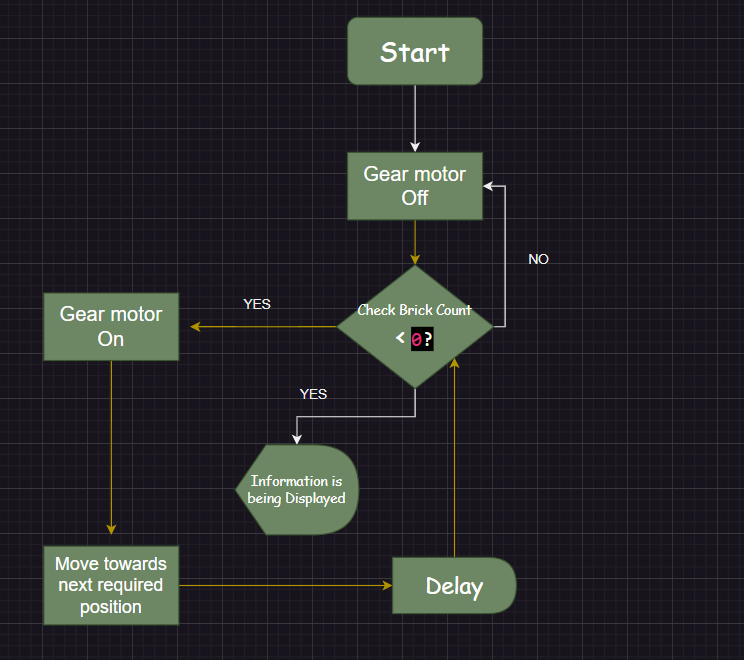 Start
Gear motor
Off
NO
Check Brick Count
< 0?
YES
Gear motor
On
YES
Information is
being Displayed
Move towards
next required
position
Delay